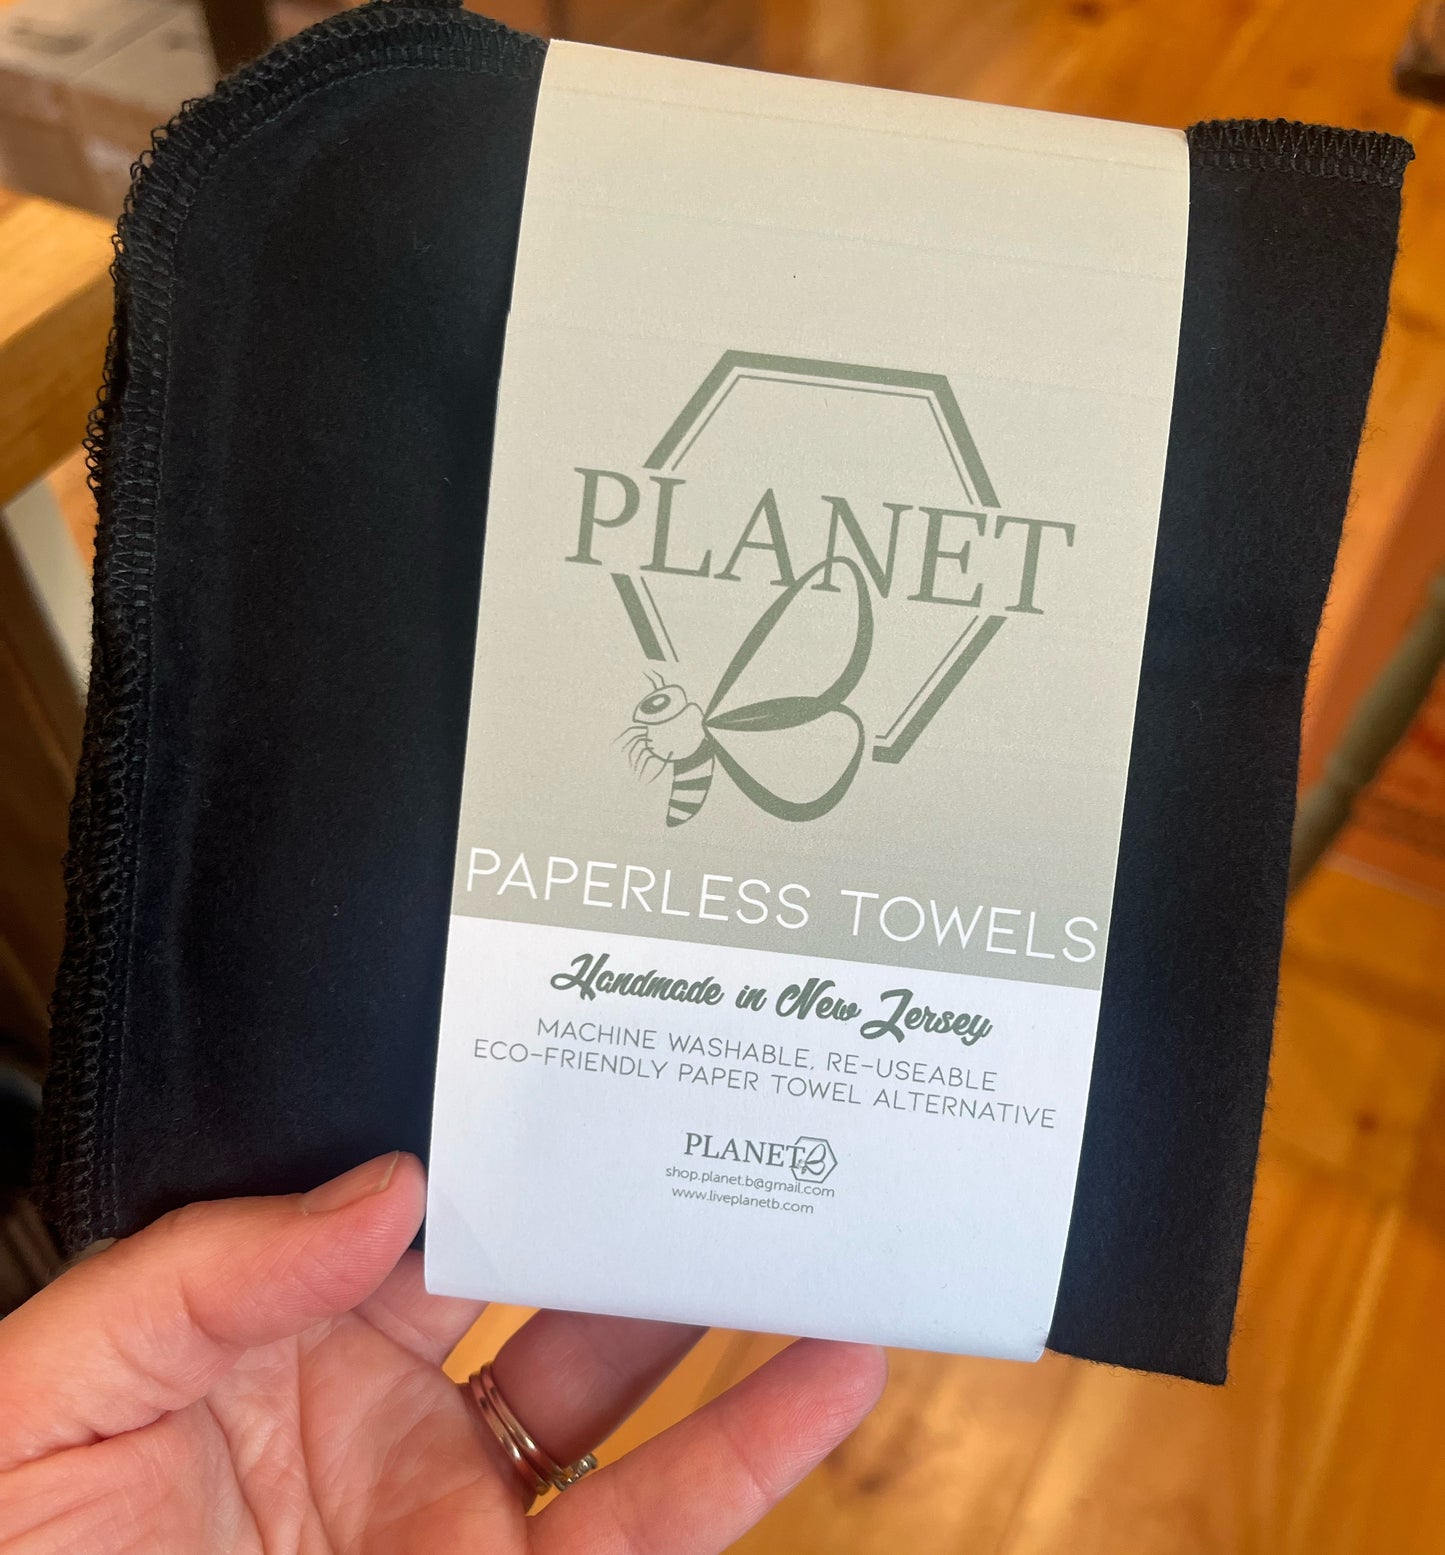 PLANET
B
PAPERLESS TOWELS
Handmade in New Jersey
MACHINE WASHABLE, RE-USEABLE
ECO-FRIENDLY PAPER TOWEL ALTERNATIVE
PLANET B
shop.planet.b@gmail.com
www.liveplanetb.com